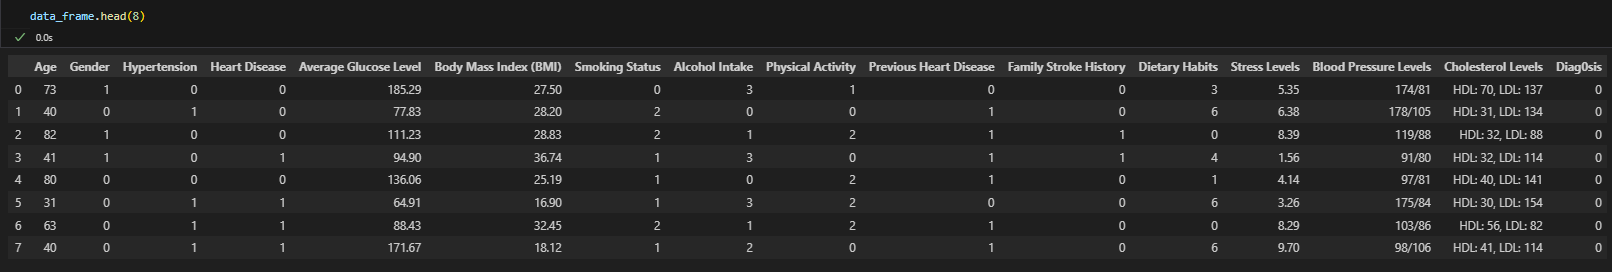 data_frame.head(8)
0.0s
Age Gender Hypertension Heart Disease Average Glucose Level Body Mass Index (BMI) Smoking Status Alcohol Intake Physical Activity Previous Heart Disease Family Stroke History Dietary Habits Stress Levels Blood Pressure Levels Cholesterol Levels Diag0sis
0 73 1 0 0 185.29 27.50 0 3 1 0 0 3 5.35 174/81 HDL: 70, LDL: 137 0
1 40 0 1 0 77.83 28.20 2 0 0 1 0 6 6.38 178/105 HDL: 31, LDL: 134 0
2 82 1 0 0 111.23 28.83 2 1 2 1 1 0 8.39 119/88 HDL: 32, LDL: 88 0
3 41 1 0 1 94.90 36.74 1 3 0 1 1 4 1.56 91/80 HDL: 32, LDL: 114 0
4 80 0 0 0 136.06 25.19 1 0 2 1 0 1 4.14 97/81 HDL: 40, LDL: 141 0
5 31 0 1 1 64.91 16.90 1 3 2 0 0 6 3.26 175/84 HDL: 30, LDL: 154 0
6 63 0 1 1 88.43 32.45 2 1 2 1 0 0 8.29 103/86 HDL: 56, LDL: 82 0
7 40 0 1 1 171.67 18.12 1 2 0 1 0 6 9.70 98/106 HDL: 41, LDL: 114 0